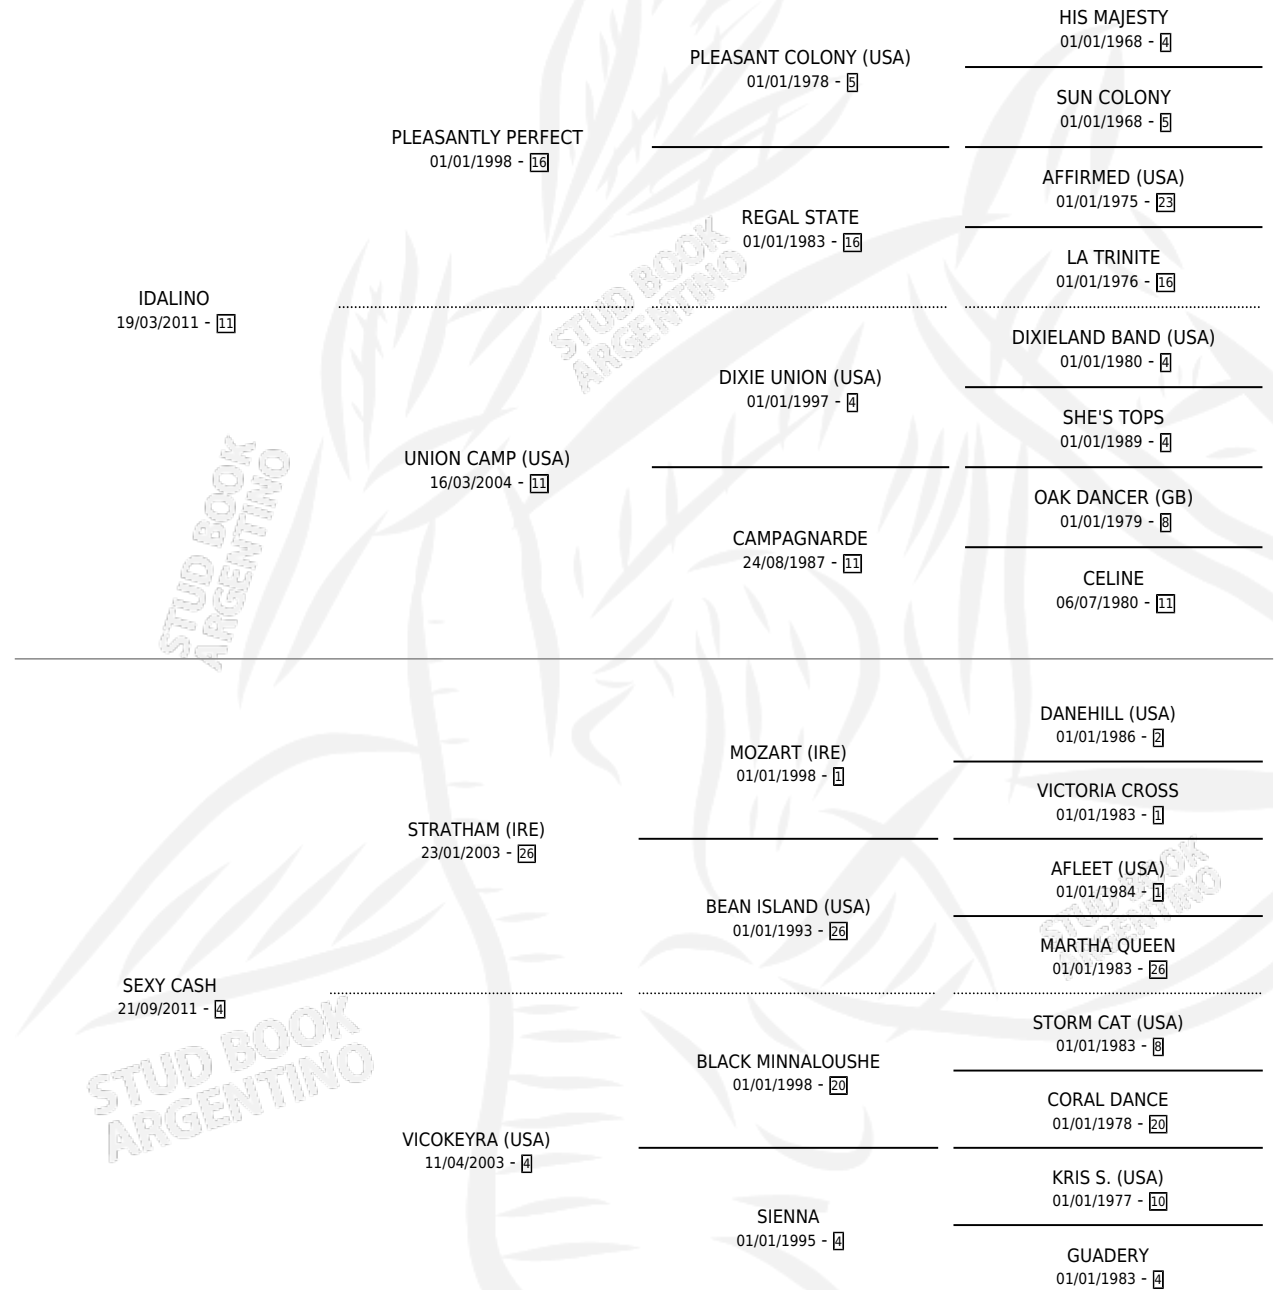 HIS MAJESTY
01/01/1968 - 4
PLEASANT COLONY (USA)
01/01/1978 - 5
SUN COLONY
01/01/1968 - 5
PLEASANTLY PERFECT
01/01/1998 - 16
AFFIRMED (USA)
01/01/1975 - 23
REGAL STATE
01/01/1983 - 16
LA TRINITE
01/01/1976 - 16
IDALINO
19/03/2011 - 11
DIXIELAND BAND (USA)
01/01/1980 - 4
DIXIE UNION (USA)
01/01/1997 - 4
SHE'S TOPS
01/01/1989 - 4
UNION CAMP (USA)
16/03/2004 - 11
OAK DANCER (GB)
01/01/1979 - 8
CAMPAGNARDE
24/08/1987 - 11
CELINE
06/07/1980 - 11
DANEHILL (USA)
01/01/1986 - 2
MOZART (IRE)
01/01/1998 - 1
VICTORIA CROSS
01/01/1983 - 1
STRATHAM (IRE)
23/01/2003 - 26
AFLEET (USA)
01/01/1984 - 1
BEAN ISLAND (USA)
01/01/1993 - 26
MARTHA QUEEN
01/01/1983 - 26
SEXY CASH
21/09/2011 - 4
STORM CAT (USA)
01/01/1983 - 8
BLACK MINNALOUSHE
01/01/1998 - 20
CORAL DANCE
01/01/1978 - 20
VICOKEYRA (USA)
11/04/2003 - 4
KRIS S. (USA)
01/01/1977 - 10
SIENNA
01/01/1995 - 4
GUADERY
01/01/1983 - 4
STUD BOOK
ARGENTINO
STUD BOOK
ARGENTINO
STUD BOOK
ARGENTINO
STUD BOOK
ARGENTINO